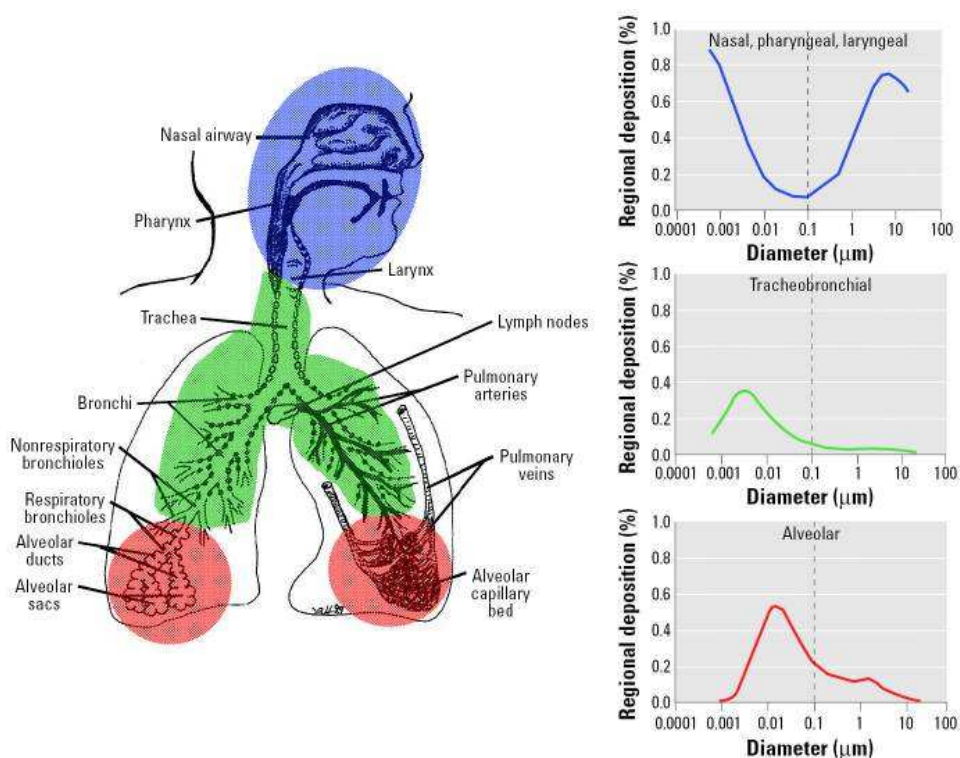 Nasal airway
Pharynx
Larynx
Trachea
Lymph nodes
Bronchi
Pulmonary
arteries
Nonrespiratory
bronchioles
Pulmonary
veins
Respiratory
bronchioles
Alveolar
ducts
Alveolar
sacs
Alveolar
capillary
bed
Regional deposition (%)
Nasal, pharyngeal, laryngeal
1.0
0.8
0.6
0.4
0.2
0.0
0.0001 0.001 0.01 0.1 1 10 100
Diameter (μm)
Regional deposition (%)
Tracheobronchial
1.0
0.8
0.6
0.4
0.2
0.0
0.0001 0.001 0.01 0.1 1 10 100
Diameter (μm)
Regional deposition (%)
Alveolar
1.0
0.8
0.6
0.4
0.2
0.0
0.0001 0.001 0.01 0.1 1 10 100
Diameter (μm)